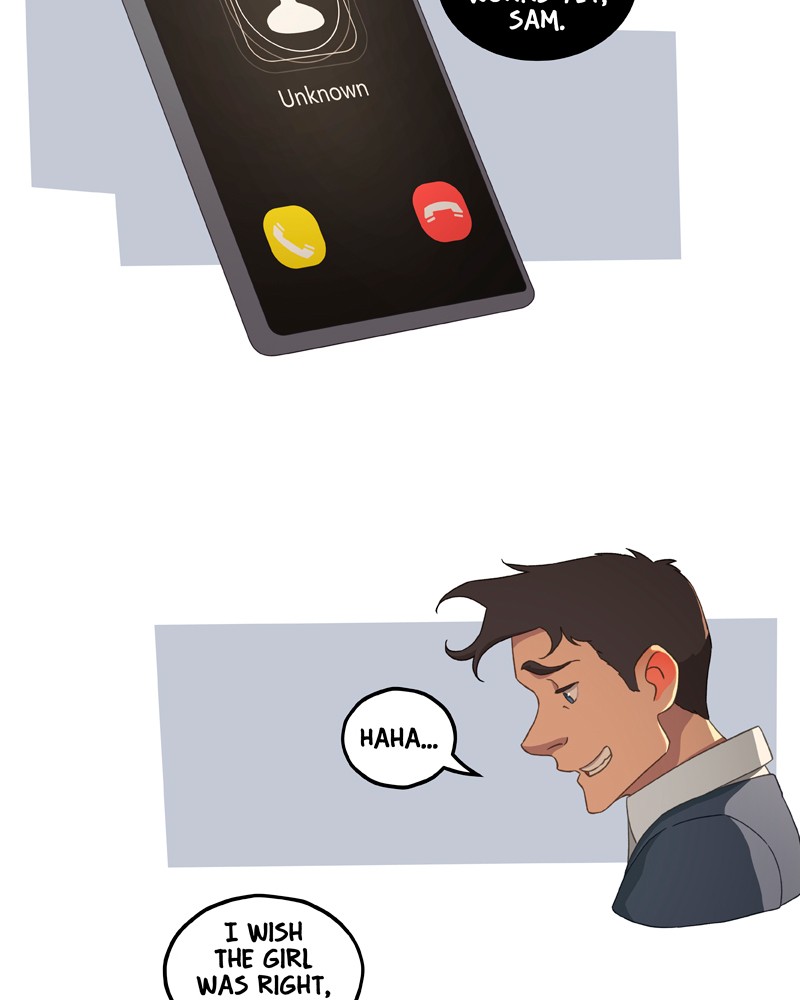 SAM.
Unknown
HAHA...
I WISH
THE GIRL
WAS RIGHT,